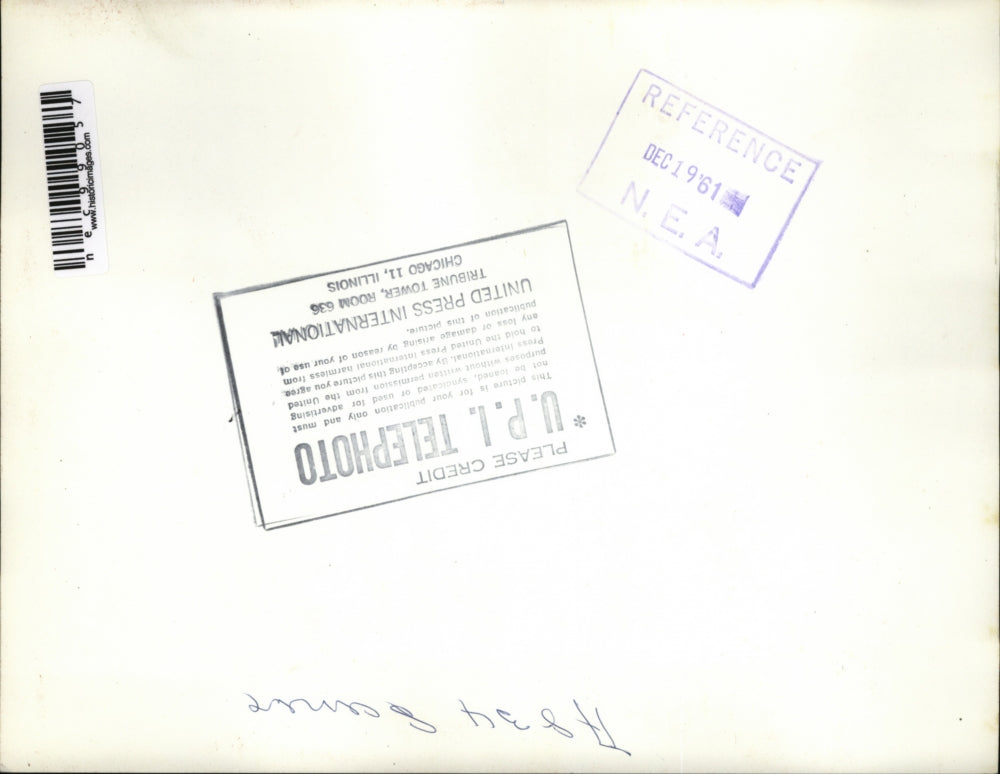 REFERENCE
DEC 19 '61
N. E. A.
nec99057
www.historicimages.com
PLEASE CREDIT
* U. P. I. TELEPHOTO
This picture is for your publication only and must
not be loaned, syndicated or used for advertising
purposes without written permission from the United
Press International. By accepting this picture you agree
to hold the United Press International harmless from
any loss or damage arising by reason of your use of
publication of this picture.
UNITED PRESS INTERNATIONAL
TRIBUNE TOWER, ROOM 636
CHICAGO 11, ILLINOIS